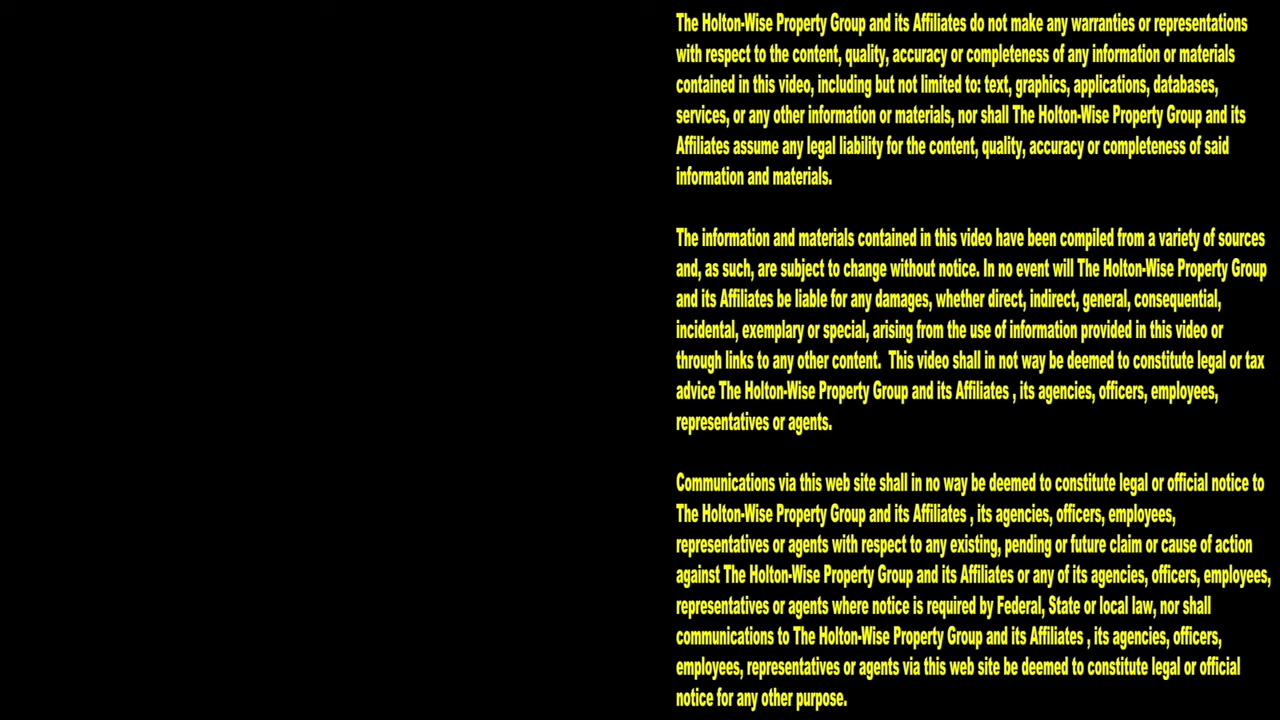 The Holton-Wise Property Group and its Affiliates do not make any warranties or representations
with respect to the content, quality, accuracy or completeness of any information or materials
contained in this video, including but not limited to: text, graphics, applications, databases,
services, or any other information or materials, nor shall The Holton-Wise Property Group and its
Affiliates assume any legal liability for the content, quality, accuracy or completeness of said
information and materials.
The information and materials contained in this video have been compiled from a variety of sources
and, as such, are subject to change without notice. In no event will The Holton-Wise Property Group
and its Affiliates be liable for any damages, whether direct, indirect, general, consequential,
incidental, exemplary or special, arising from the use of information provided in this video or
through links to any other content.  This video shall in not way be deemed to constitute legal or tax
advice The Holton-Wise Property Group and its Affiliates , its agencies, officers, employees,
representatives or agents.
Communications via this web site shall in no way be deemed to constitute legal or official notice to
The Holton-Wise Property Group and its Affiliates , its agencies, officers, employees,
representatives or agents with respect to any existing, pending or future claim or cause of action
against The Holton-Wise Property Group and its Affiliates or any of its agencies, officers, employees,
representatives or agents where notice is required by Federal, State or local law, nor shall
communications to The Holton-Wise Property Group and its Affiliates , its agencies, officers,
employees, representatives or agents via this web site be deemed to constitute legal or official
notice for any other purpose.